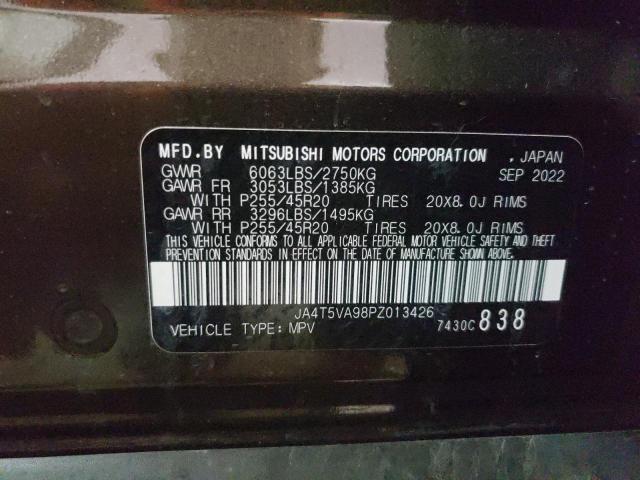 MFD.BY MITSUBISHI MOTORS CORPORATION , JAPAN
GVWR 6063LBS/2750KG SEP 2022
GAWR FR 3053LBS/1385KG
WITH P255/45R20 TIRES 20X8.0J RIMS
GAWR RR 3296LBS/1495KG
WITH P255/45R20 TIRES 20X8.0J RIMS
THIS VEHICLE CONFORMS TO ALL APPLICABLE FEDERAL MOTOR VEHICLE SAFETY AND THEFT
PREVENTION STANDARDS IN EFFECT ON THE DATE OF MANUFACTURE SHOWN ABOVE.
JA4T5VA98PZ013426
VEHICLE TYPE: MPV 7430C 838